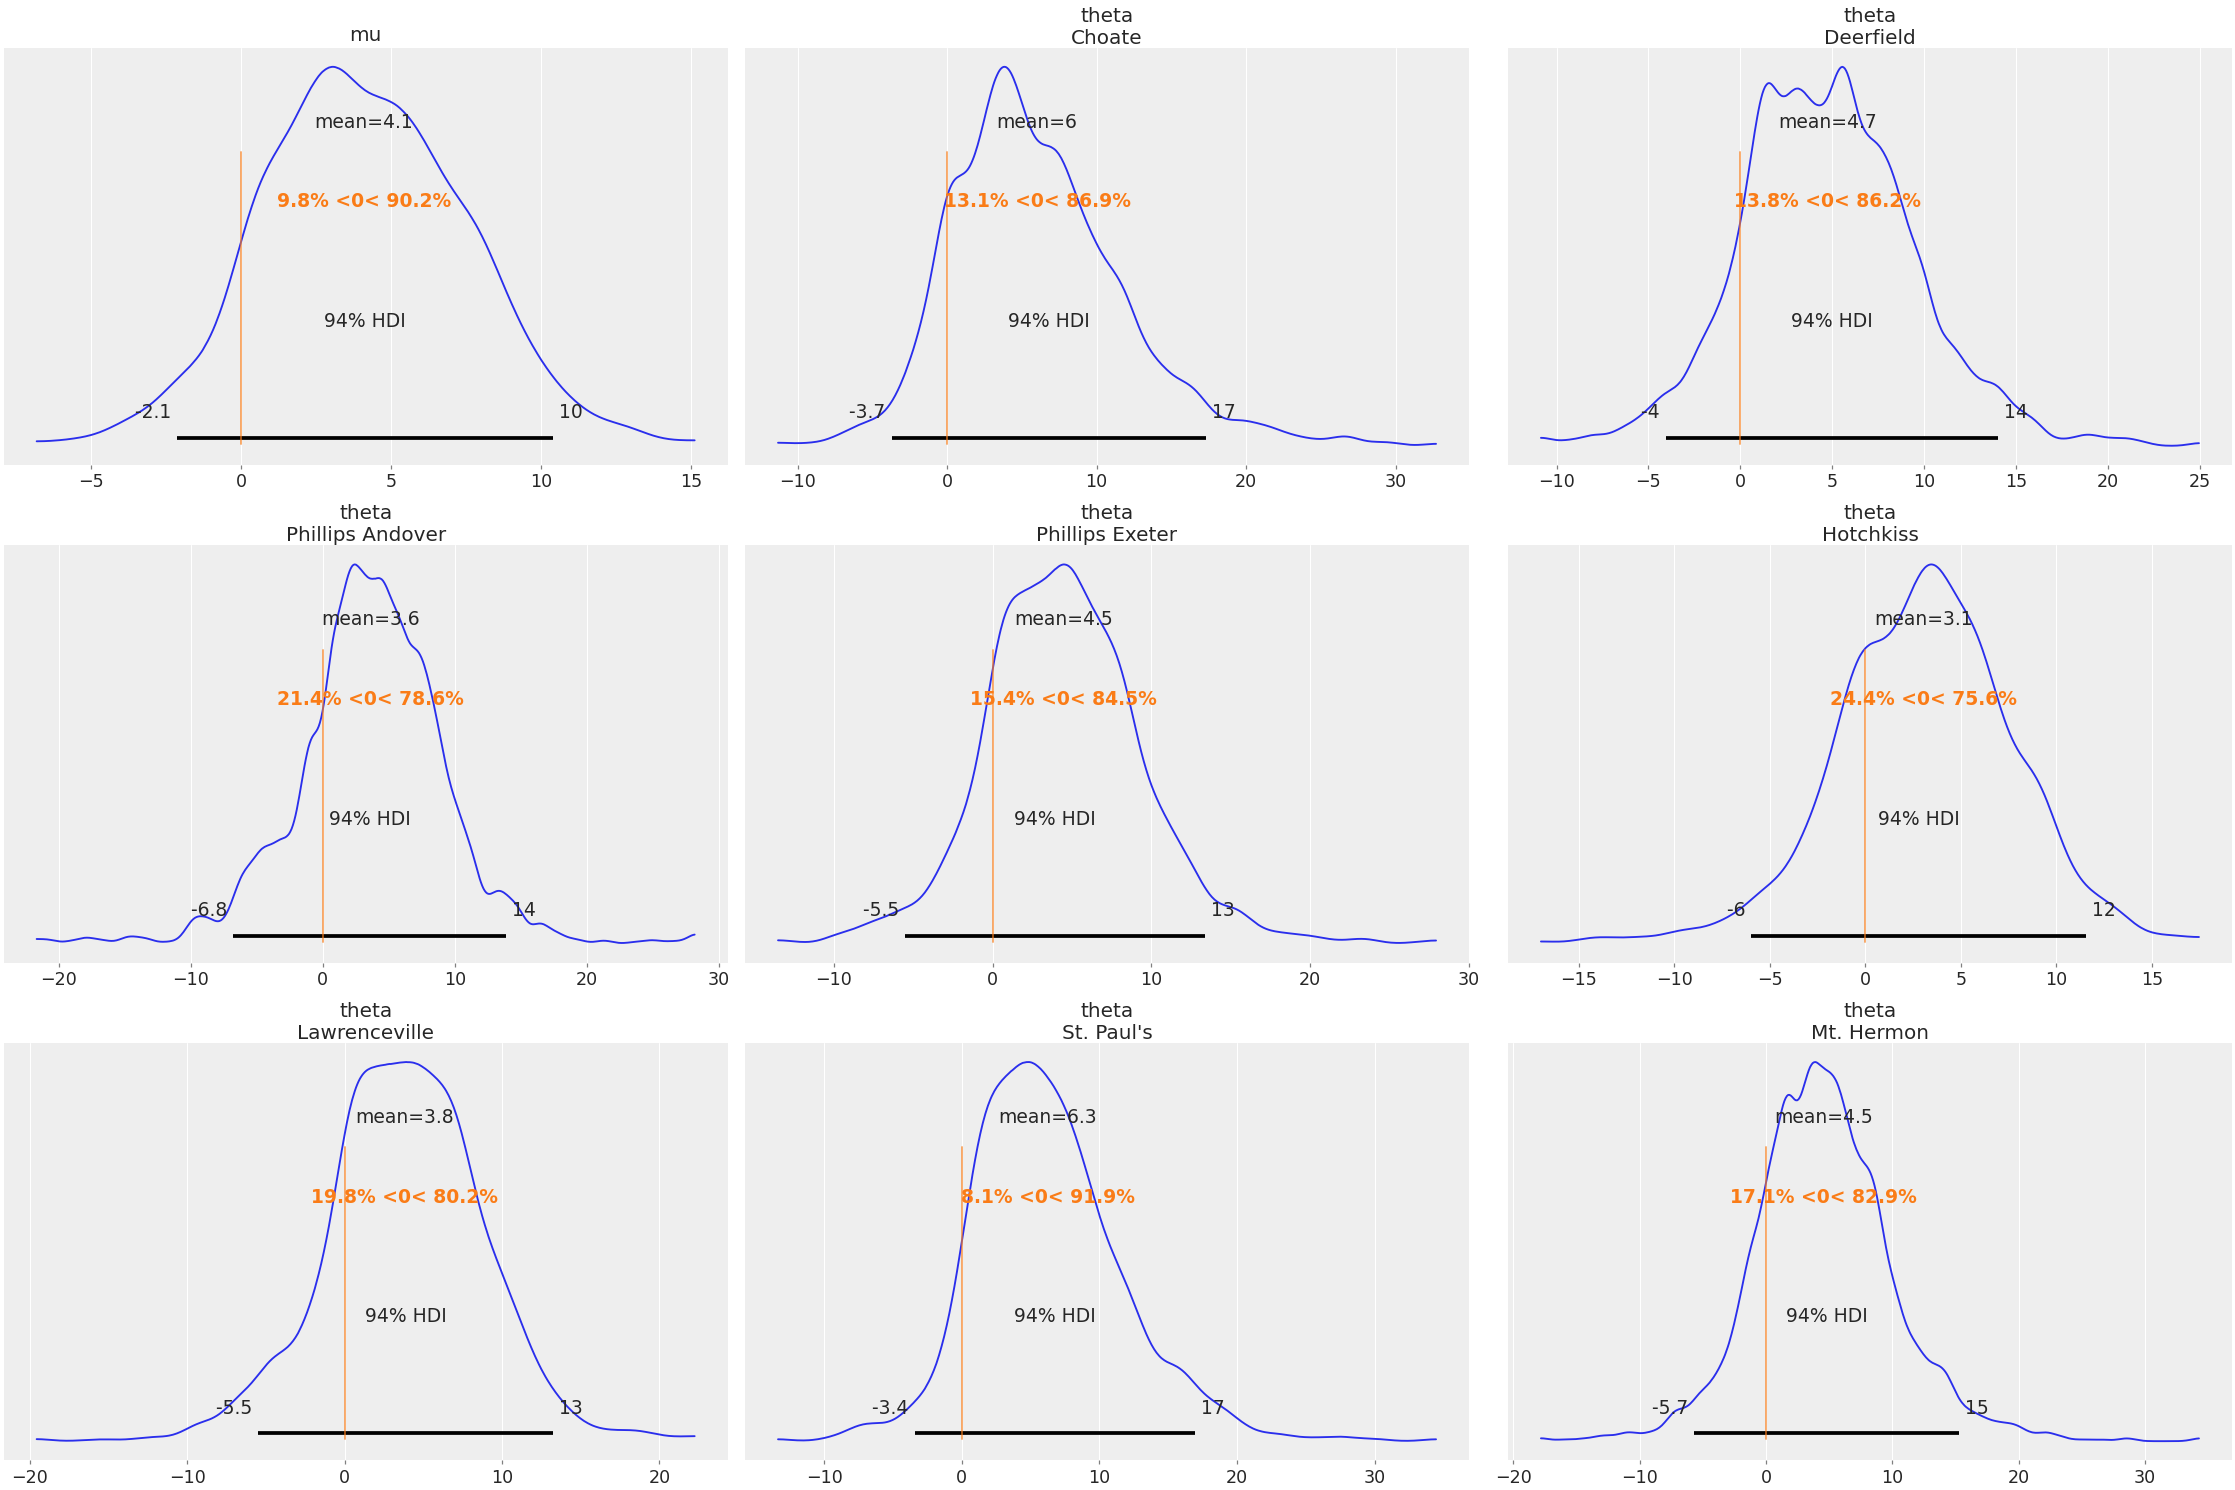 mu
mean=4.1
9.8% <0< 90.2%
94% HDI
-2.1 10
−5 0 5 10 15
theta
Choate
mean=6
13.1% <0< 86.9%
94% HDI
-3.7 17
−10 0 10 20 30
theta
Deerfield
mean=4.7
13.8% <0< 86.2%
94% HDI
-4 14
−10 −5 0 5 10 15 20 25
theta
Phillips Andover
mean=3.6
21.4% <0< 78.6%
94% HDI
-6.8 14
−20 −10 0 10 20 30
theta
Phillips Exeter
mean=4.5
15.4% <0< 84.5%
94% HDI
-5.5 13
−10 0 10 20 30
theta
Hotchkiss
mean=3.1
24.4% <0< 75.6%
94% HDI
-6 12
−15 −10 −5 0 5 10 15
theta
Lawrenceville
mean=3.8
19.8% <0< 80.2%
94% HDI
-5.5 13
−20 −10 0 10 20
theta
St. Paul's
mean=6.3
8.1% <0< 91.9%
94% HDI
-3.4 17
−10 0 10 20 30
theta
Mt. Hermon
mean=4.5
17.1% <0< 82.9%
94% HDI
-5.7 15
−20 −10 0 10 20 30